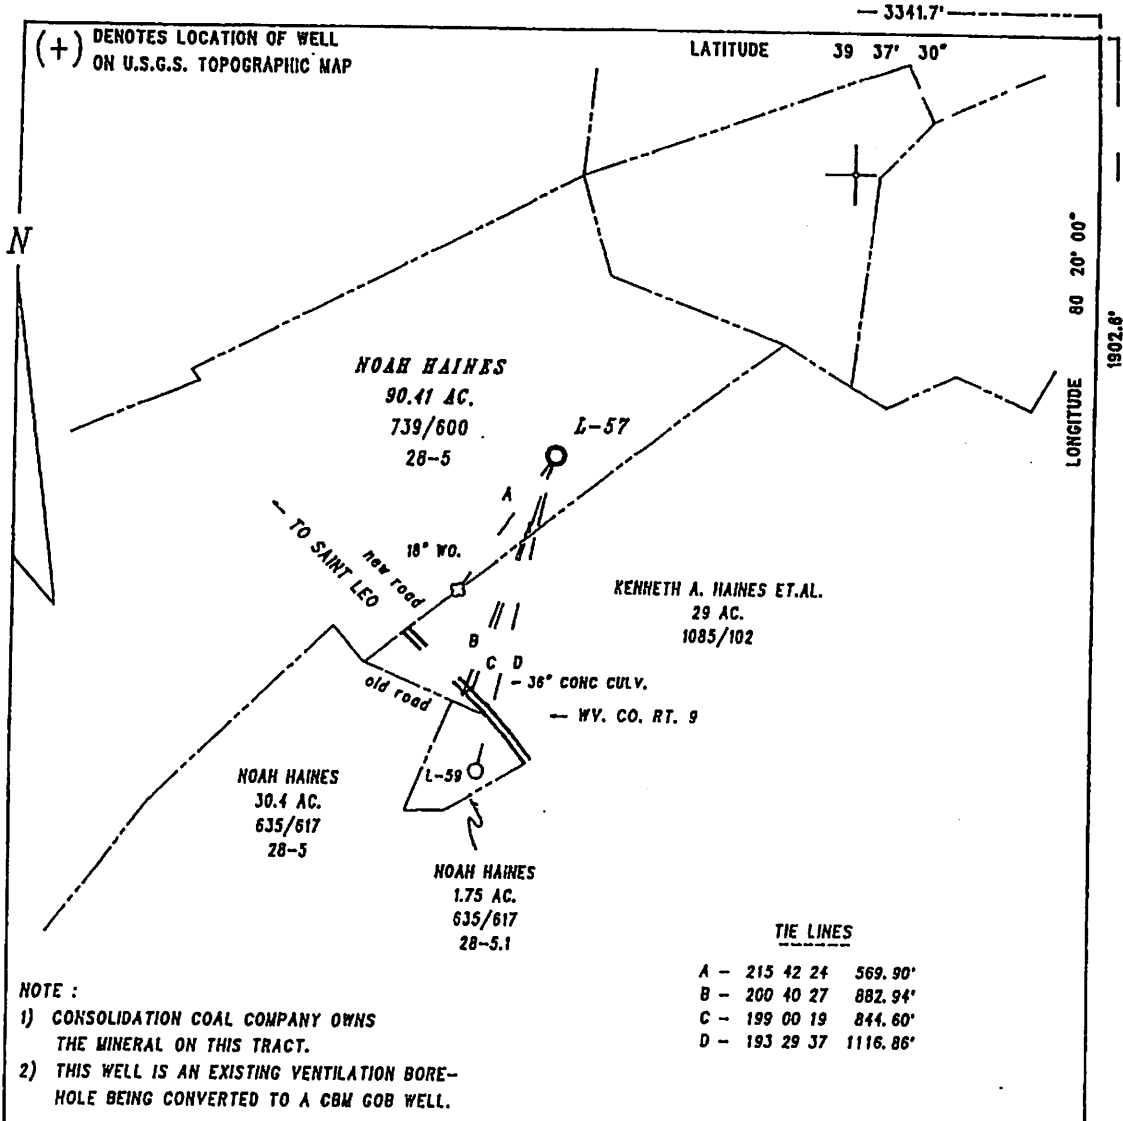 3341.7'
(+) DENOTES LOCATION OF WELL
ON U.S.G.S. TOPOGRAPHIC MAP
LATITUDE 39 37' 30"
N
LONGITUDE 80 20° 00"
1902.6'
NOAH HAINES
90.41 AC.
739/600
28-5
L-57
A
TO SAINT LEO
new road
18" WO.
KENNETH A. HAINES ET.AL.
29 AC.
1085/102
B
C D
36" CONC CULV.
old road
WV. CO. RT. 9
L-59
NOAH HAINES
30.4 AC.
635/617
28-5
NOAH HAINES
1.75 AC.
635/617
28-5.1
TIE LINES
A - 215 42 24 569.90'
B - 200 40 27 882.94'
C - 199 00 19 844.60'
D - 193 29 37 1116.86'
NOTE :
1) CONSOLIDATION COAL COMPANY OWNS
THE MINERAL ON THIS TRACT.
2) THIS WELL IS AN EXISTING VENTILATION BORE-
HOLE BEING CONVERTED TO A CBM GOB WELL.